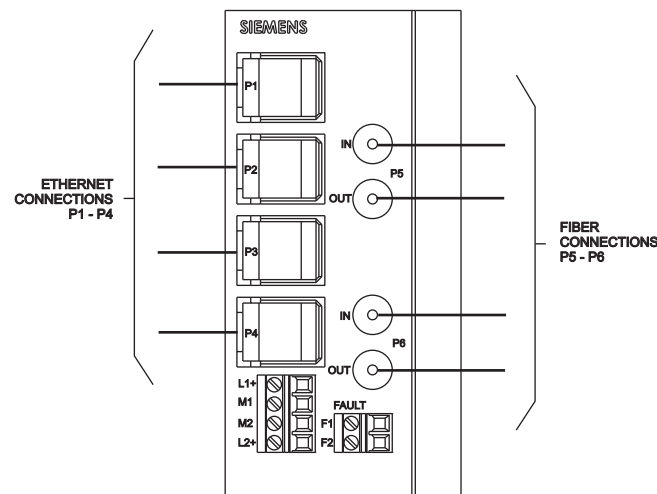 SIEMENS
P1
P2
P3
P4
ETHERNET
CONNECTIONS
P1 - P4
IN
P5
OUT
IN
P6
OUT
FIBER
CONNECTIONS
P5 - P6
L1+
M1
M2
L2+
FAULT
F1
F2